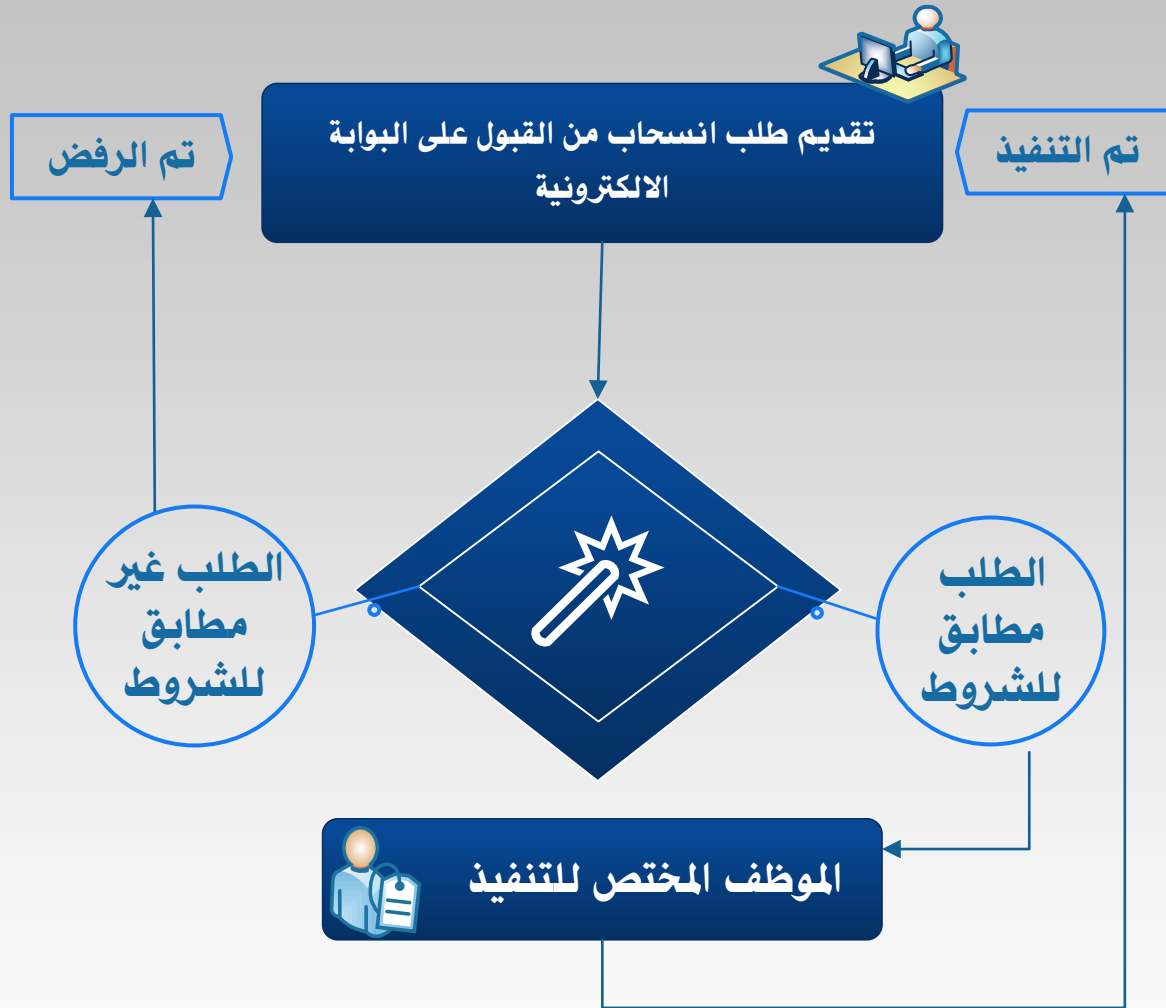 تقديم طلب انسحاب من القبول على البوابة
الالكترونية
تم التنفيذ
تم الرفض
الطلب
مطابق
للشروط
الطلب غير
مطابق
للشروط
الموظف المختص للتنفيذ